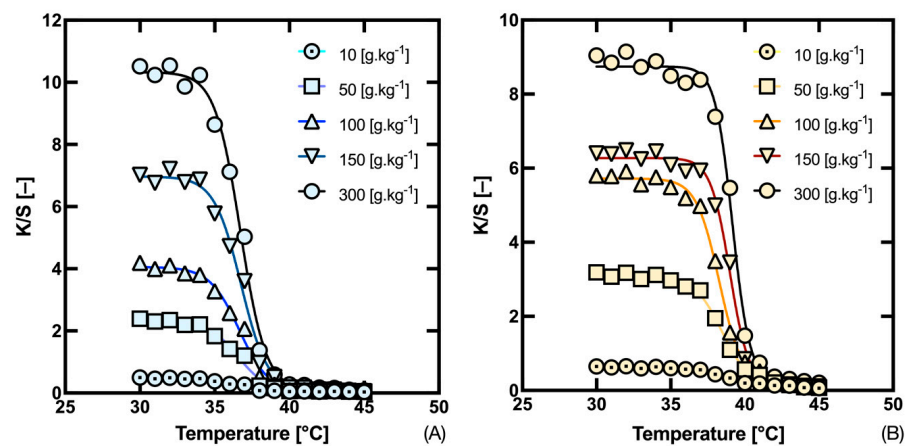 12
10
8
6
4
2
0
25
30
35
40
45
50
K/S [–]
Temperature [°C]
(A)
10 [g.kg⁻¹]
50 [g.kg⁻¹]
100 [g.kg⁻¹]
150 [g.kg⁻¹]
300 [g.kg⁻¹]
10
8
6
4
2
0
25
30
35
40
45
50
K/S [–]
Temperature [°C]
(B)
10 [g.kg⁻¹]
50 [g.kg⁻¹]
100 [g.kg⁻¹]
150 [g.kg⁻¹]
300 [g.kg⁻¹]